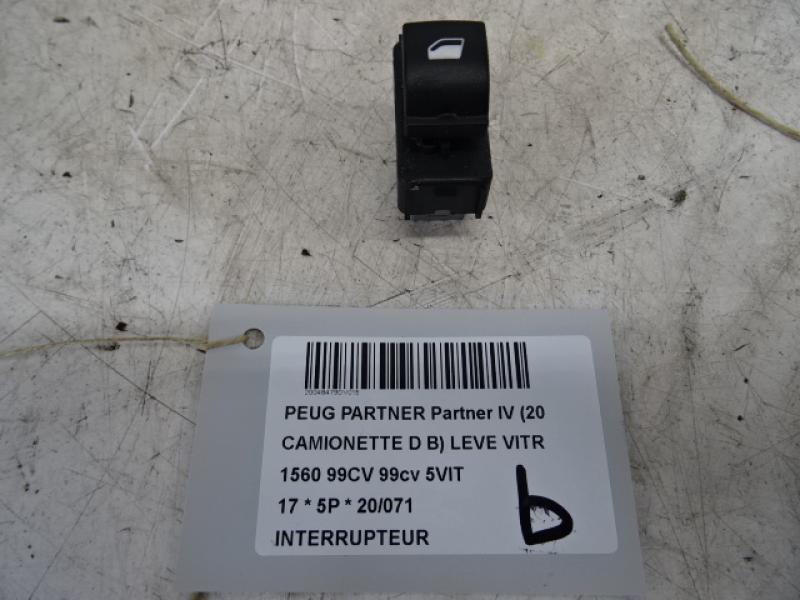 PEUG PARTNER Partner IV (20
CAMIONETTE D B) LEVE VITR
1560 99CV 99cv 5VIT
17 * 5P * 20/071
INTERRUPTEUR
b